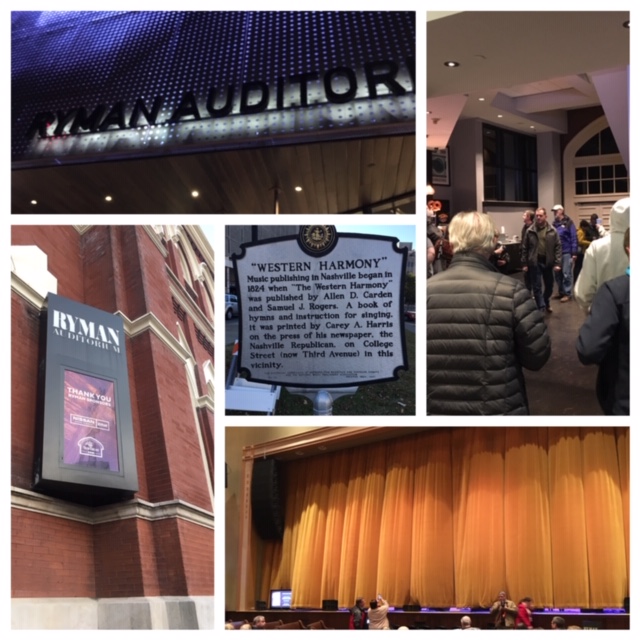 RYMAN AUDITORI
RYMAN
AUDITORIUM
THANK YOU
"WESTERN HARMONY"
Music publishing in Nashville began in
1824 when "The Western Harmony"
was published by Allen D. Carden
and Samuel J. Rogers. A book of
hymns and instruction for singing,
it was printed by Carey A. Harris
on the press of his newspaper, the
Nashville Republican, on College
Street (now Third Avenue) in this
vicinity.